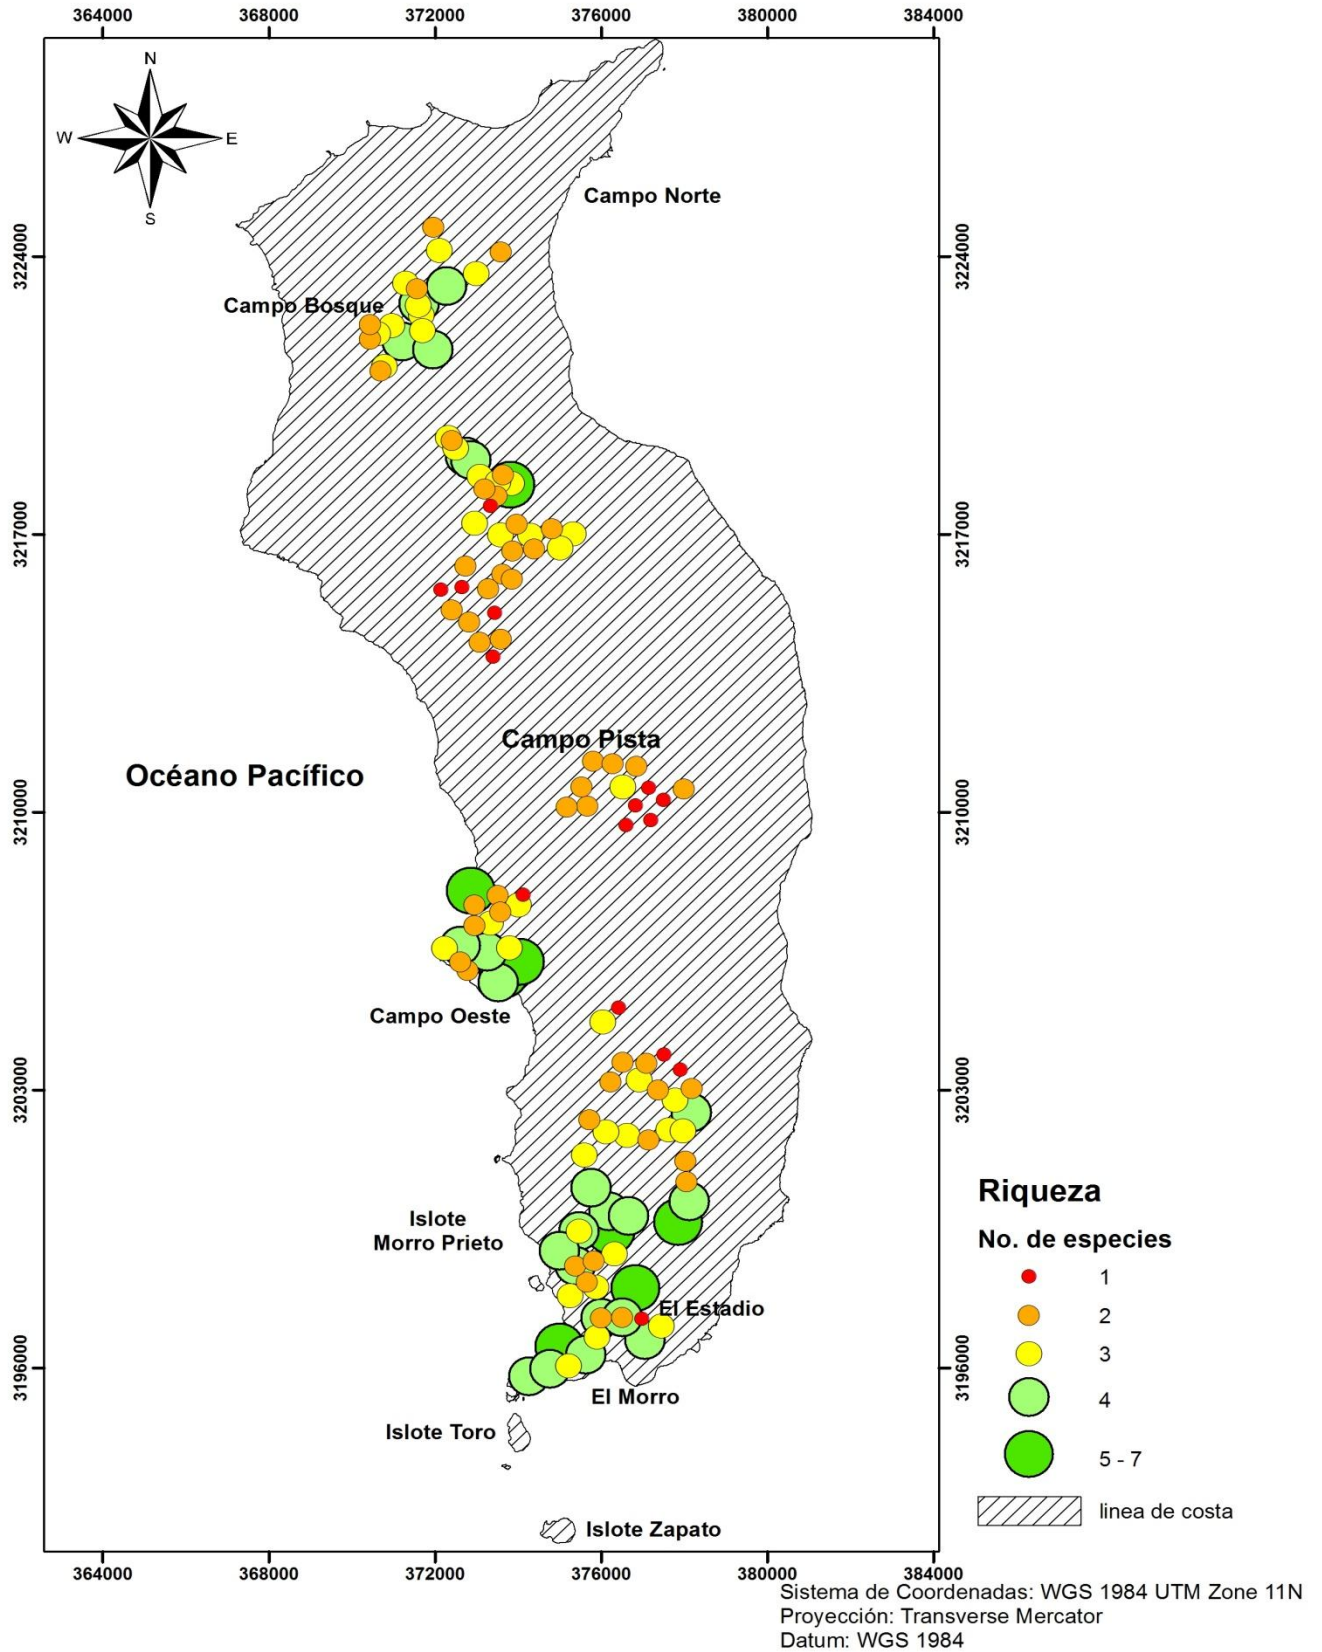 364000 368000 372000 376000 380000 384000
N
W E
S
Campo Norte
3224000 3224000
Campo Bosque
3217000 3217000
Campo Pista
Océano Pacífico
3210000 3210000
Campo Oeste
3203000 3203000
Islote
Morro Prieto
El Estadio
3196000 3196000
El Morro
Islote Toro
Islote Zapato
Riqueza
No. de especies
1
2
3
4
5 - 7
linea de costa
364000 368000 372000 376000 380000 384000
Sistema de Coordenadas: WGS 1984 UTM Zone 11N
Proyección: Transverse Mercator
Datum: WGS 1984